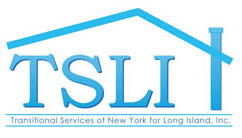 TSLI
Transitional Services of New York for Long Island, Inc.